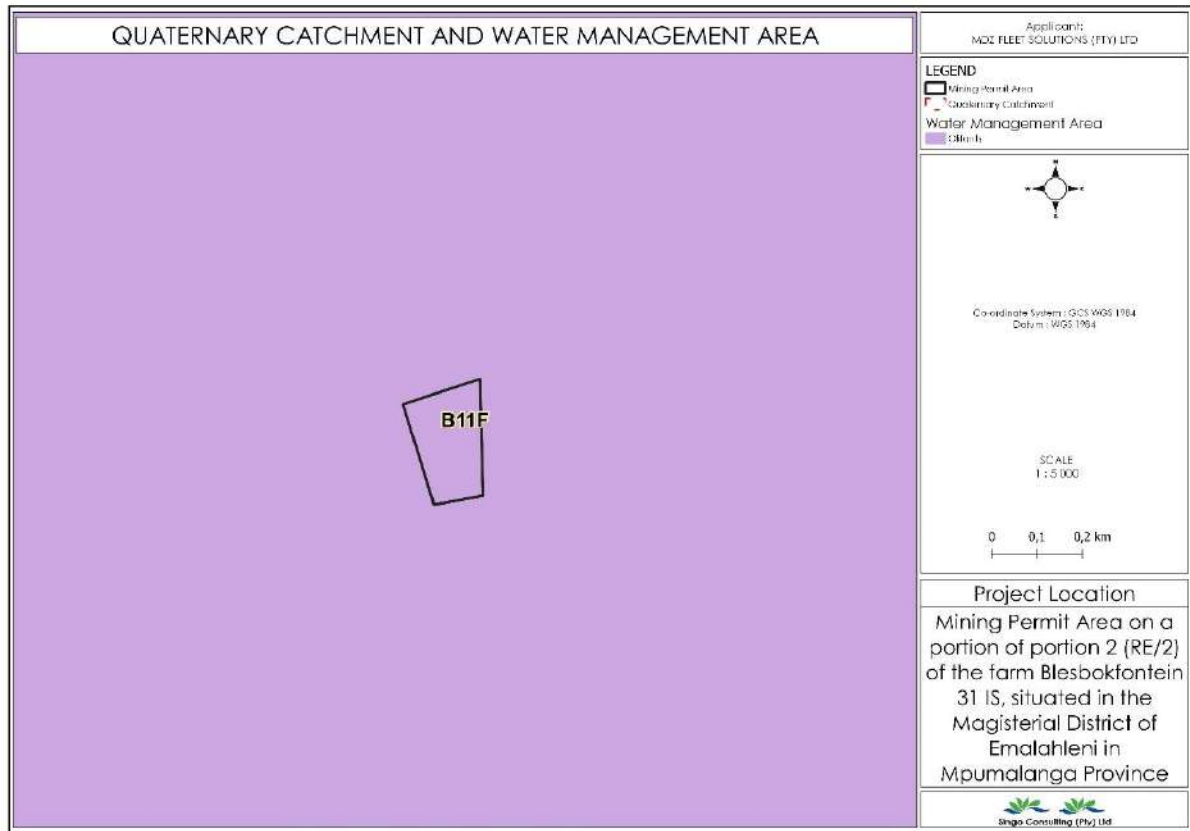 QUATERNARY CATCHMENT AND WATER MANAGEMENT AREA
Applicant:
MDZ FLEET SOLUTIONS (PTY) LTD
LEGEND
Mining Permit Area
Quaternary Catchment
Water Management Area
Olifants
N
W E
S
Co-ordinate System : GCS WGS 1984
Datum : WGS 1984
SCALE
1 : 5 000
0 0,1 0,2 km
B11F
Project Location
Mining Permit Area on a
portion of portion 2 (RE/2)
of the farm Blesbokfontein
31 IS, situated in the
Magisterial District of
Emalahleni in
Mpumalanga Province
Singo Consulting (Pty) Ltd